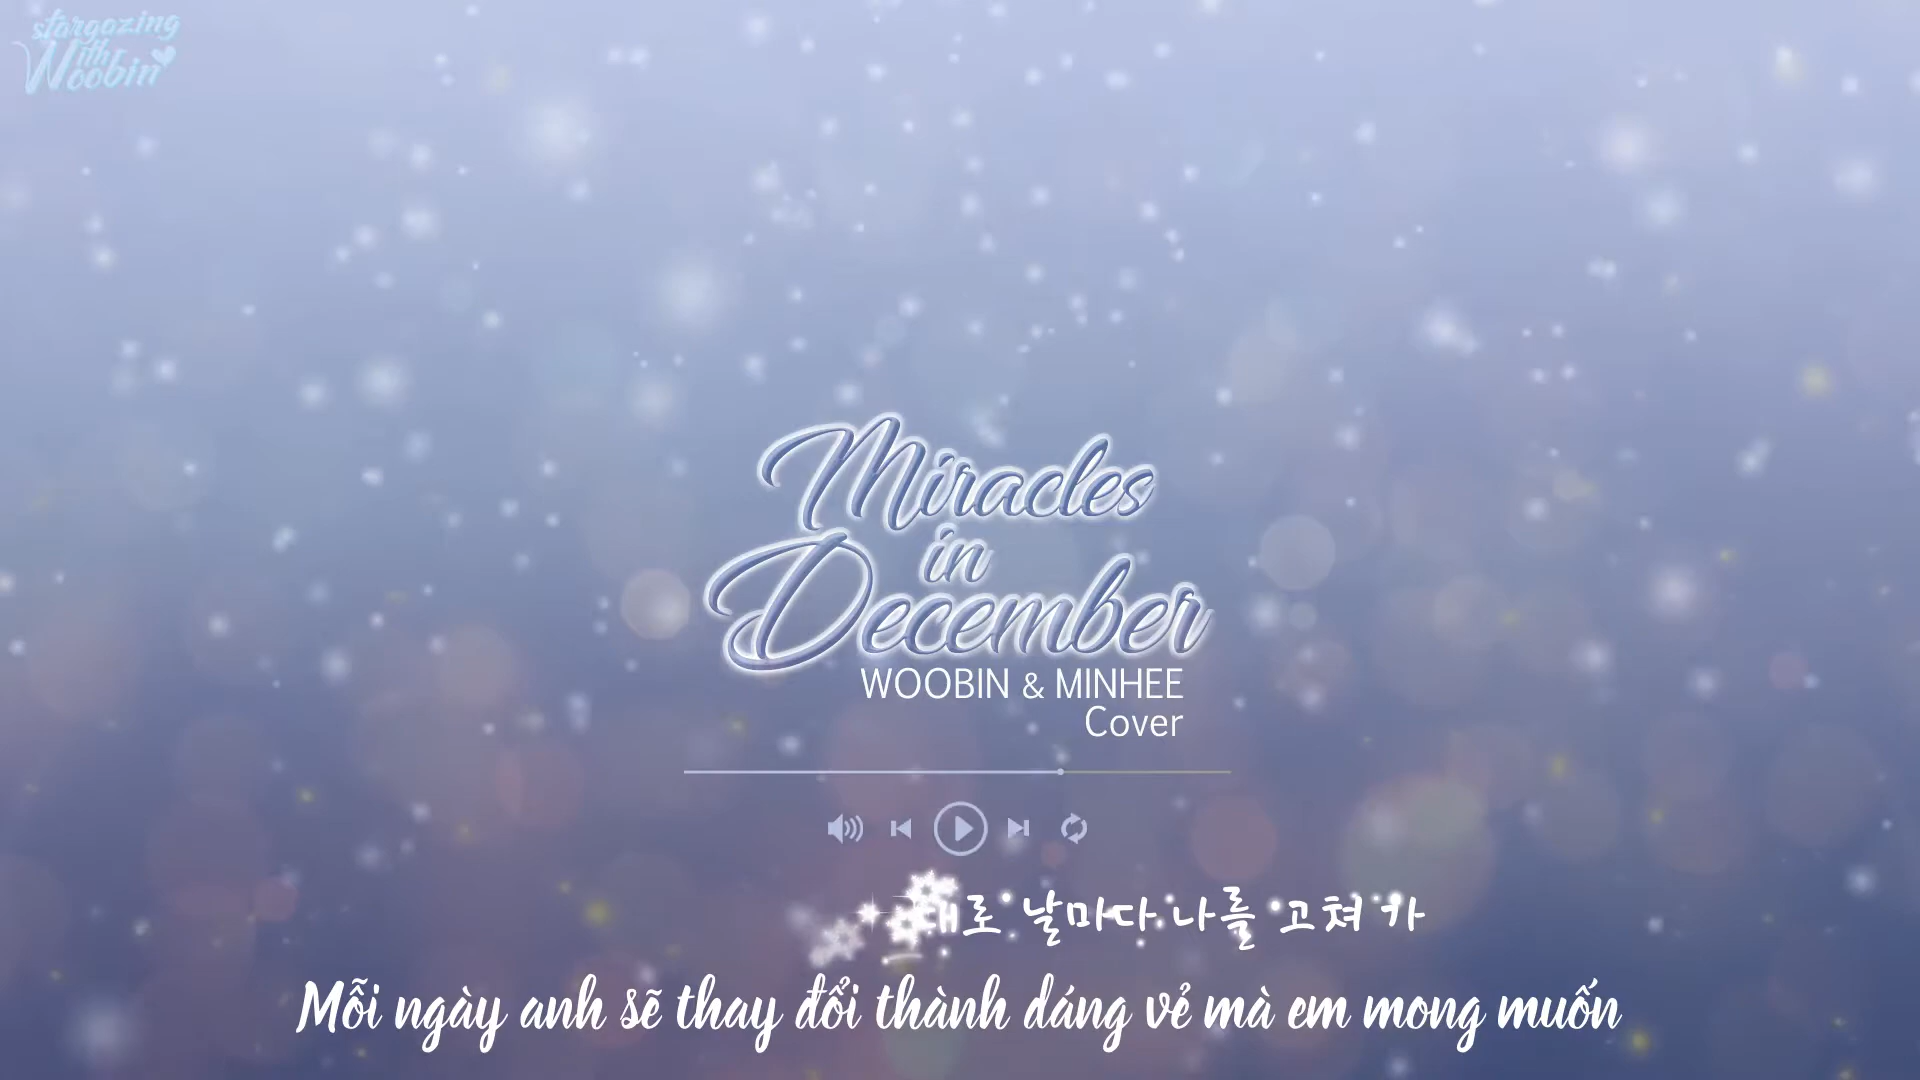 stargazing
With
Woobin
Miracles
in
December
WOOBIN & MINHEE
Cover
대로 날마다 나를 고쳐 가
Mỗi ngày anh sẽ thay đổi thành dáng vẻ mà em mong muốn